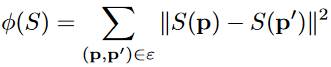 ϕ(S) = ∑_{(𝐩,𝐩′)∈ε} ‖S(𝐩) − S(𝐩′)‖²